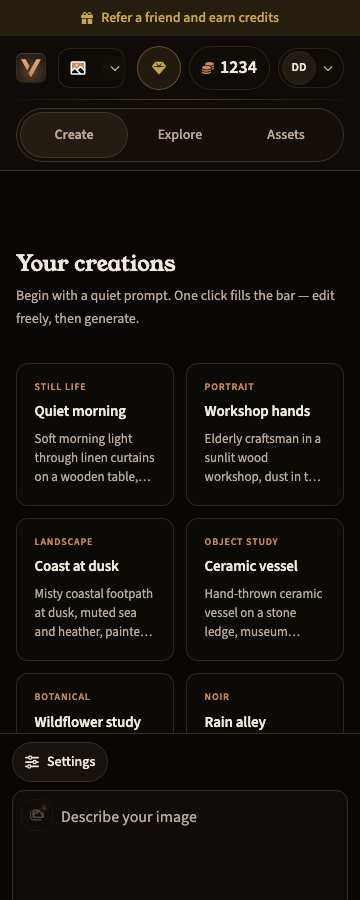 Refer a friend and earn credits
1234
DD
Create
Explore
Assets
Your creations
Begin with a quiet prompt. One click fills the bar — edit
freely, then generate.
STILL LIFE
Quiet morning
Soft morning light
through linen curtains
on a wooden table,…
PORTRAIT
Workshop hands
Elderly craftsman in a
sunlit wood
workshop, dust in t…
LANDSCAPE
Coast at dusk
Misty coastal footpath
at dusk, muted sea
and heather, painte…
OBJECT STUDY
Ceramic vessel
Hand-thrown ceramic
vessel on a stone
ledge, museum…
BOTANICAL
Wildflower study
NOIR
Rain alley
Settings
Describe your image